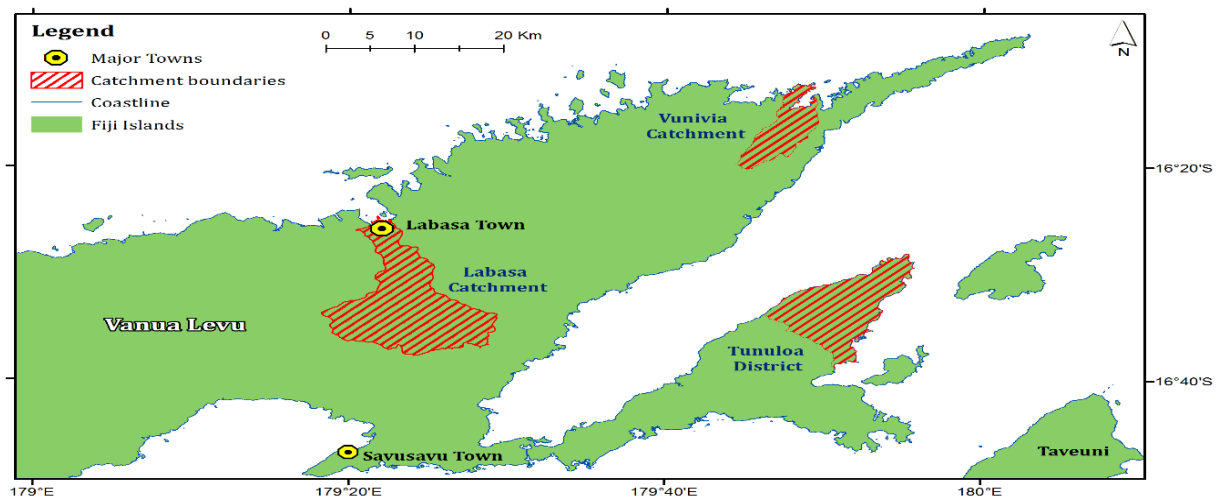 Legend
Major Towns
Catchment boundaries
Coastline
Fiji Islands
0 5 10 20 Km
N
Vunivia
Catchment
16°20'S
Labasa Town
Labasa
Catchment
Vanua Levu
Tunuloa
District
16°40'S
Savusavu Town
Taveuni
179°E
179°20'E
179°40'E
180°